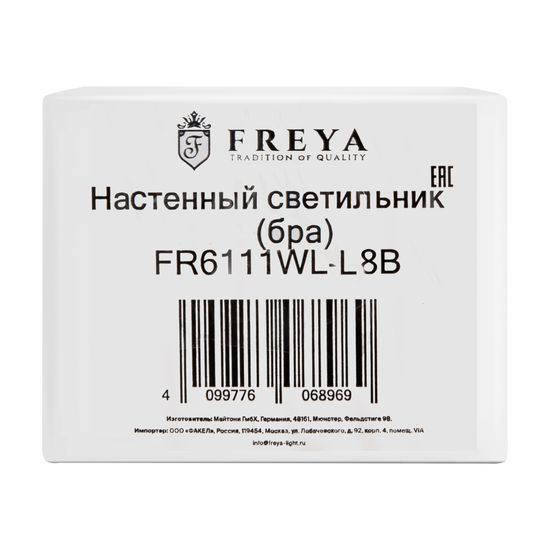 F
FREYA
TRADITION OF QUALITY
EAC
Настенный светильник
(бра)
FR6111WL-L8B
4 099776 068969
Изготовитель: Майтони ГмбХ, Германия, 48161, Мюнстер, Фельдстиге 98.
Импортер: ООО «ФАКЕЛ», Россия, 119454, Москва, ул. Лобачевского, д. 92, корп. 4, помещ. VIA
info@freya-light.ru